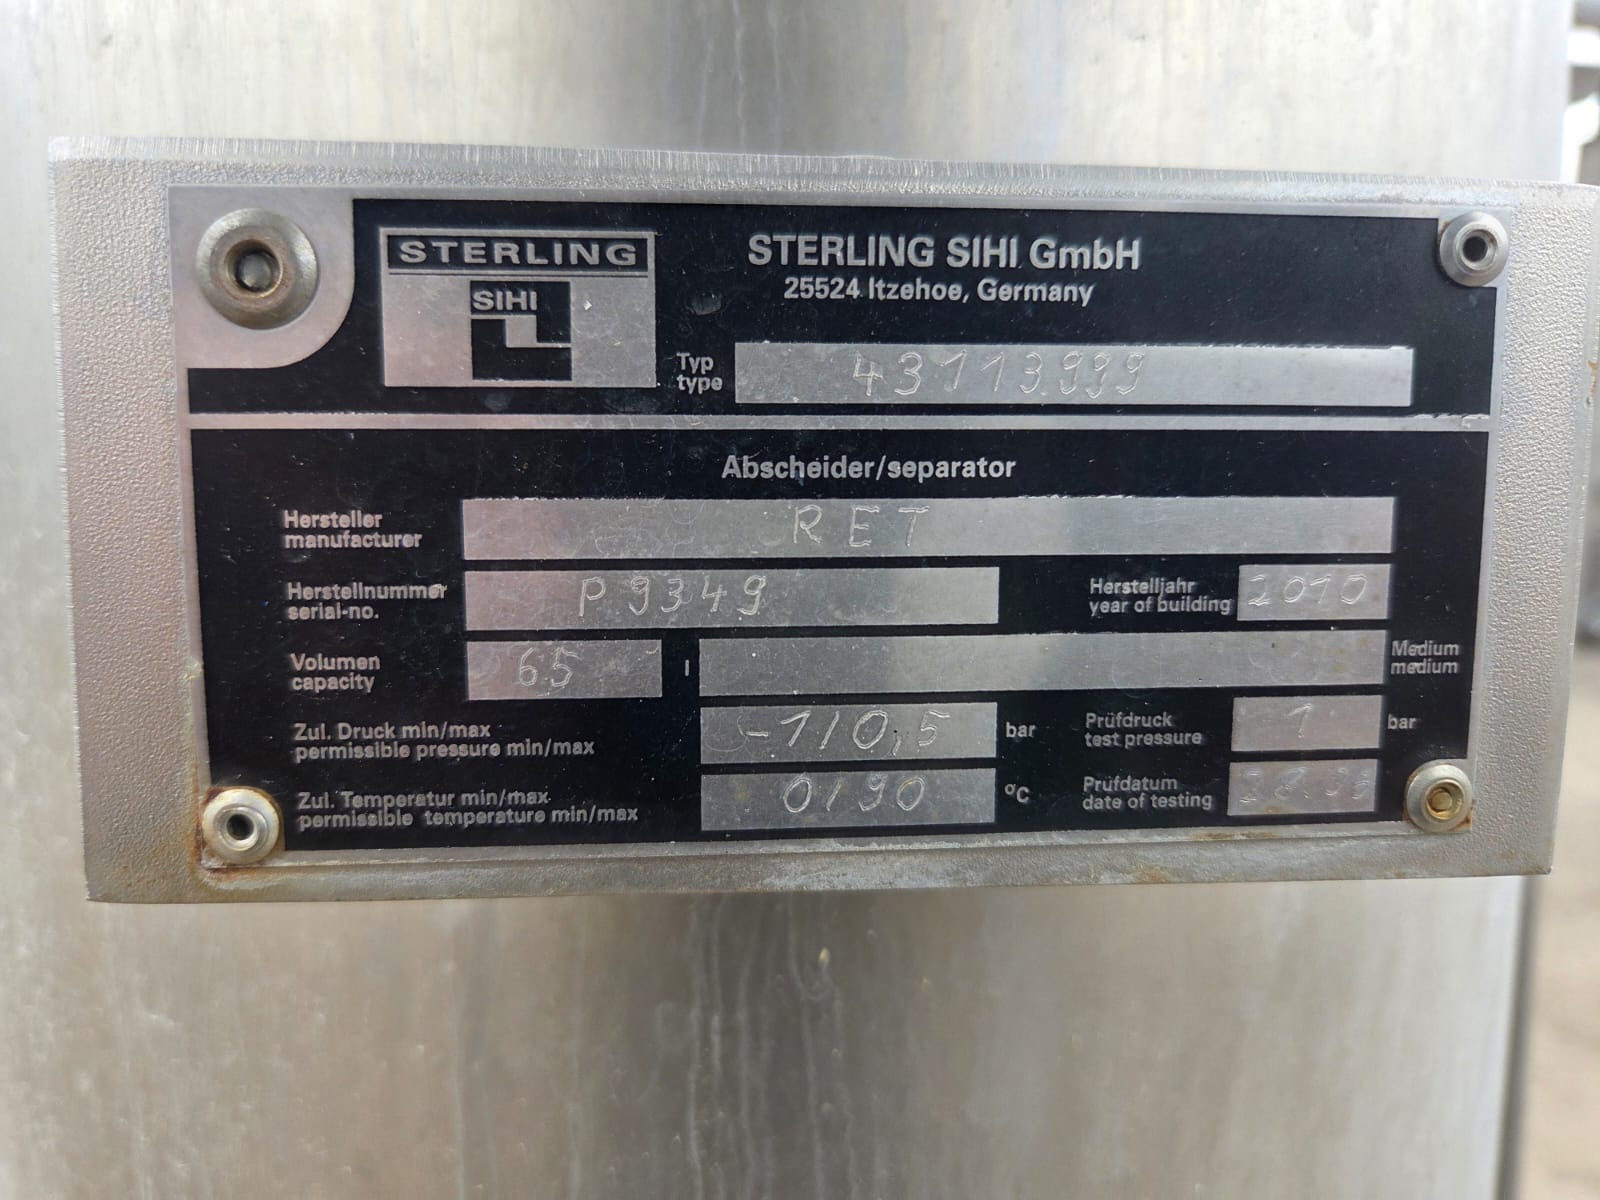 STERLING
SIHI
STERLING SIHI GmbH
25524 Itzehoe, Germany
Typ
type
43113999
Abscheider/separator
Hersteller
manufacturer
RET
Herstellnummer
serial-no.
P9349
Herstelljahr
year of building
2010
Volumen
capacity
65
l
Medium
medium
Zul. Druck min/max
permissible pressure min/max
-1/0,5
bar
Prüfdruck
test pressure
1
bar
Zul. Temperatur min/max
permissible temperature min/max
0/90
°C
Prüfdatum
date of testing